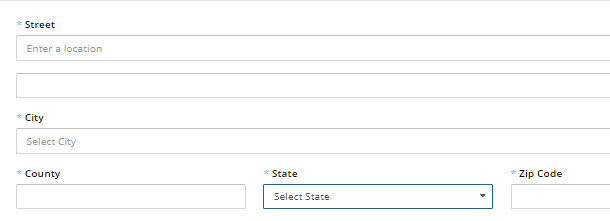 * Street
Enter a location
* City
Select City
* County * State * Zip Code
Select State